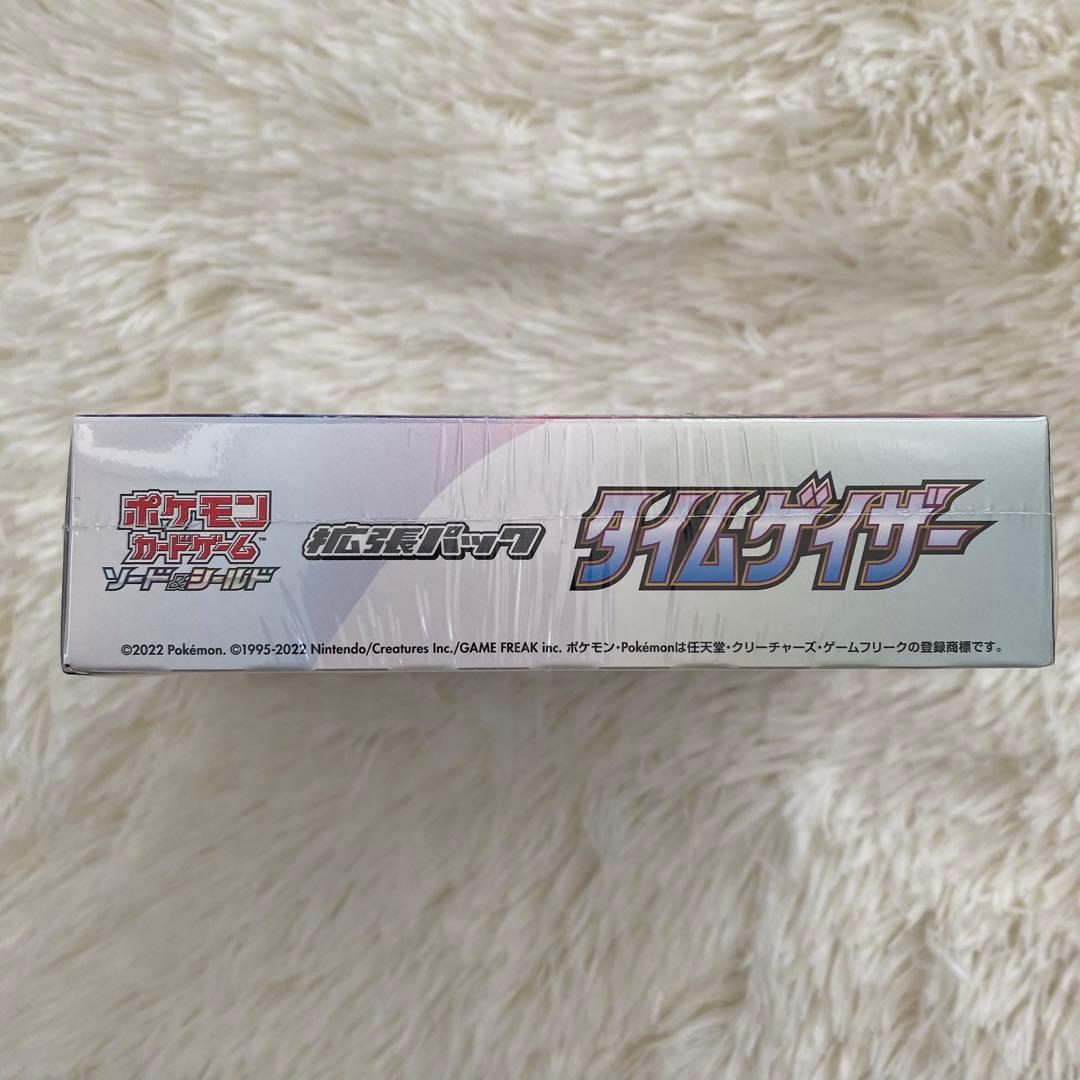 ポケモン
カードゲーム™
ソード&シールド
拡張パック
タイムゲイザー
©2022 Pokémon. ©1995-2022 Nintendo/Creatures Inc./GAME FREAK inc. ポケモン・Pokémonは任天堂・クリーチャーズ・ゲームフリークの登録商標です。